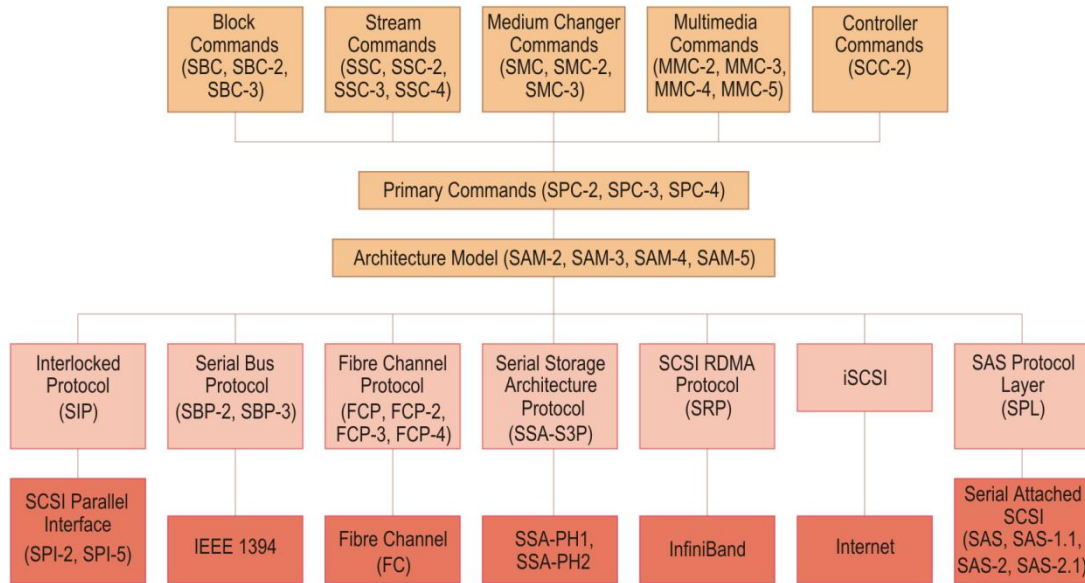 Block
Commands
(SBC, SBC-2,
SBC-3)
Stream
Commands
(SSC, SSC-2,
SSC-3, SSC-4)
Medium Changer
Commands
(SMC, SMC-2,
SMC-3)
Multimedia
Commands
(MMC-2, MMC-3,
MMC-4, MMC-5)
Controller
Commands
(SCC-2)
Primary Commands (SPC-2, SPC-3, SPC-4)
Architecture Model (SAM-2, SAM-3, SAM-4, SAM-5)
Interlocked
Protocol
(SIP)
Serial Bus
Protocol
(SBP-2, SBP-3)
Fibre Channel
Protocol
(FCP, FCP-2,
FCP-3, FCP-4)
Serial Storage
Architecture
Protocol
(SSA-S3P)
SCSI RDMA
Protocol
(SRP)
iSCSI
SAS Protocol
Layer
(SPL)
SCSI Parallel
Interface
(SPI-2, SPI-5)
IEEE 1394
Fibre Channel
(FC)
SSA-PH1,
SSA-PH2
InfiniBand
Internet
Serial Attached
SCSI
(SAS, SAS-1.1,
SAS-2, SAS-2.1)